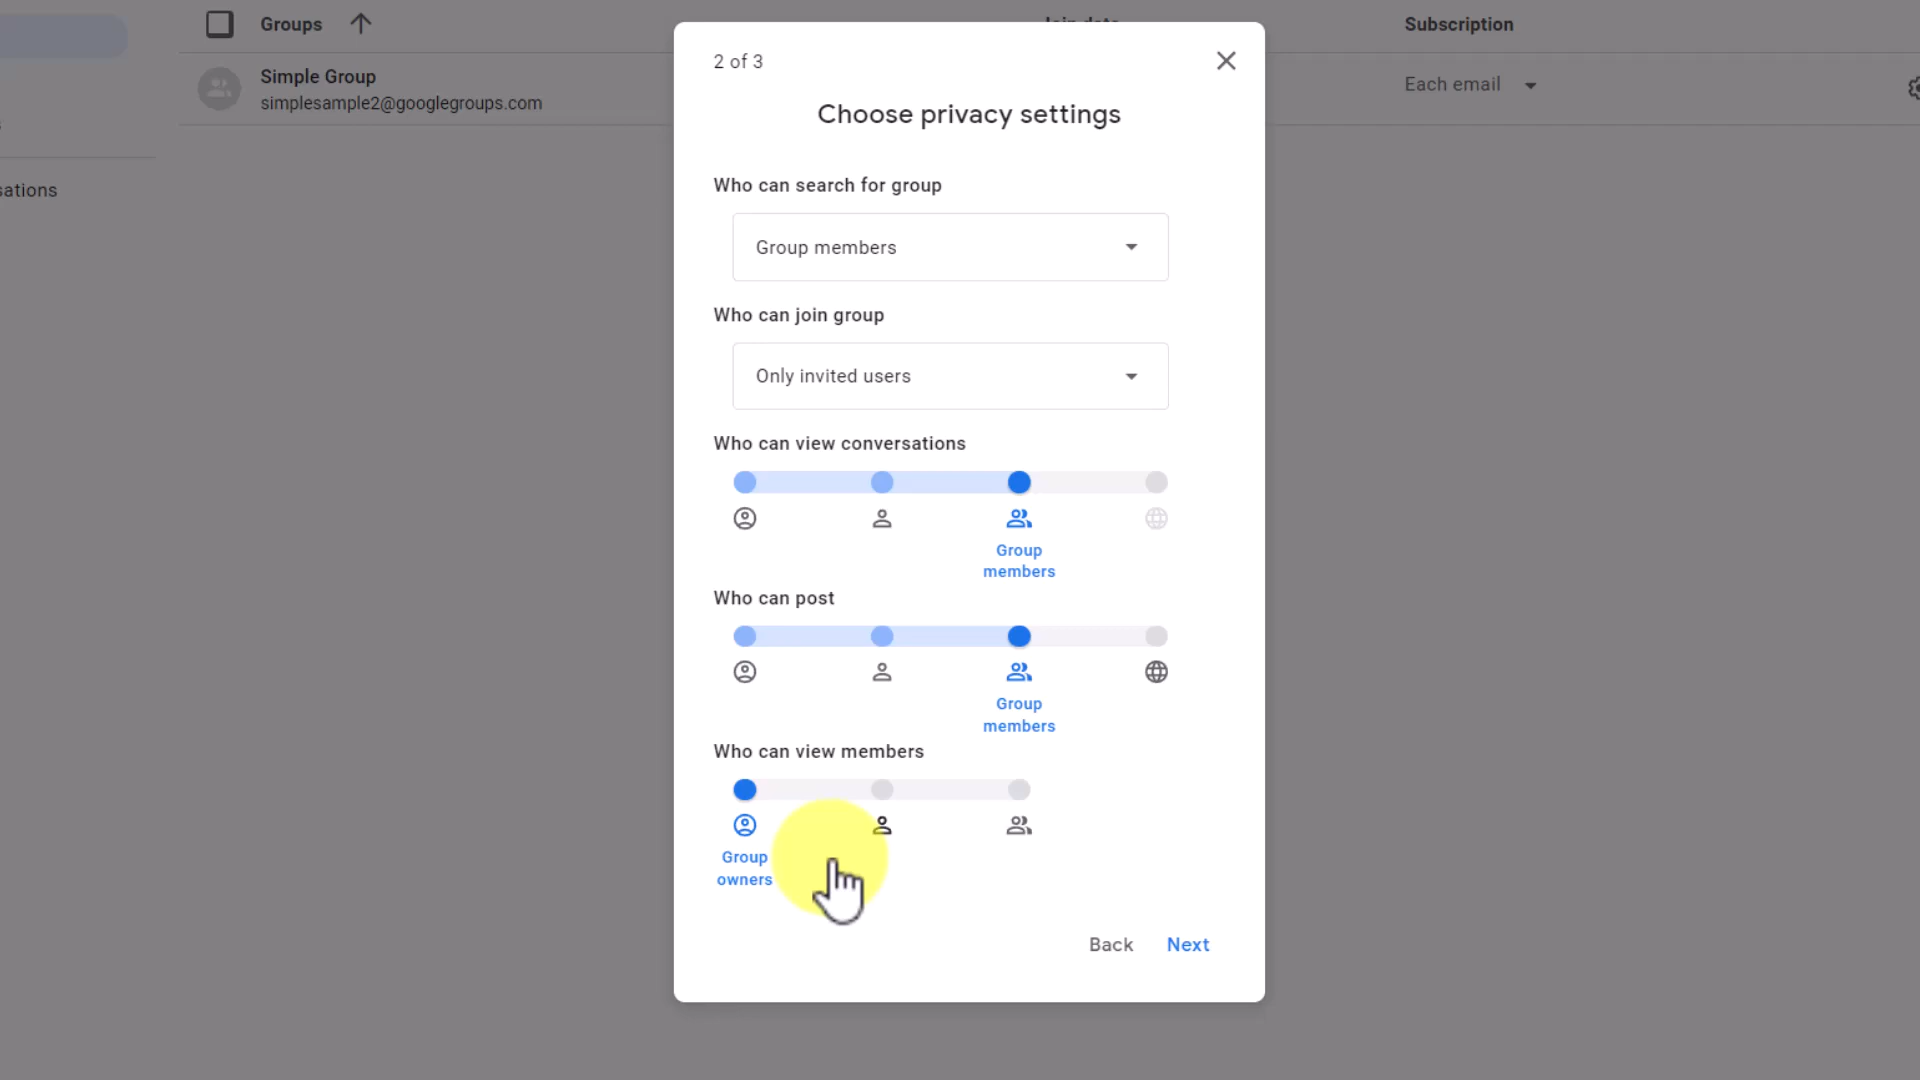 Groups
Subscription
Simple Group
simplesample2@googlegroups.com
Each email
sations
2 of 3
Choose privacy settings
Who can search for group
Group members
Who can join group
Only invited users
Who can view conversations
Group
members
Who can post
Group
members
Who can view members
Group
owners
Back
Next